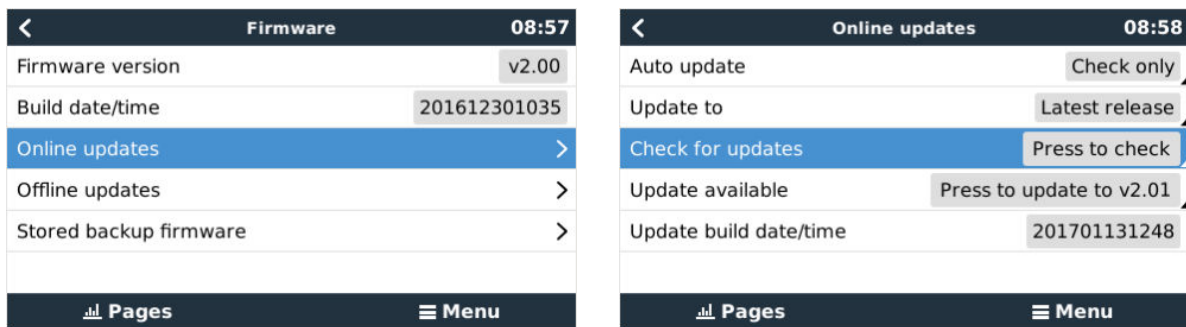 Firmware 08:57
Firmware version v2.00
Build date/time 201612301035
Online updates
Offline updates
Stored backup firmware
Pages Menu
Online updates 08:58
Auto update Check only
Update to Latest release
Check for updates Press to check
Update available Press to update to v2.01
Update build date/time 201701131248
Pages Menu